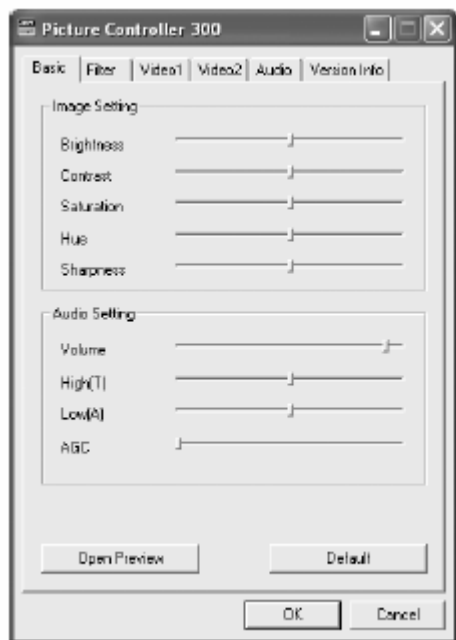 Picture Controller 300
Basic Filter Video1 Video2 Audio Version Info
Image Setting
Brightness
Contrast
Saturation
Hue
Sharpness
Audio Setting
Volume
High(T)
Low(A)
AGC
Open Preview Default
OK Cancel